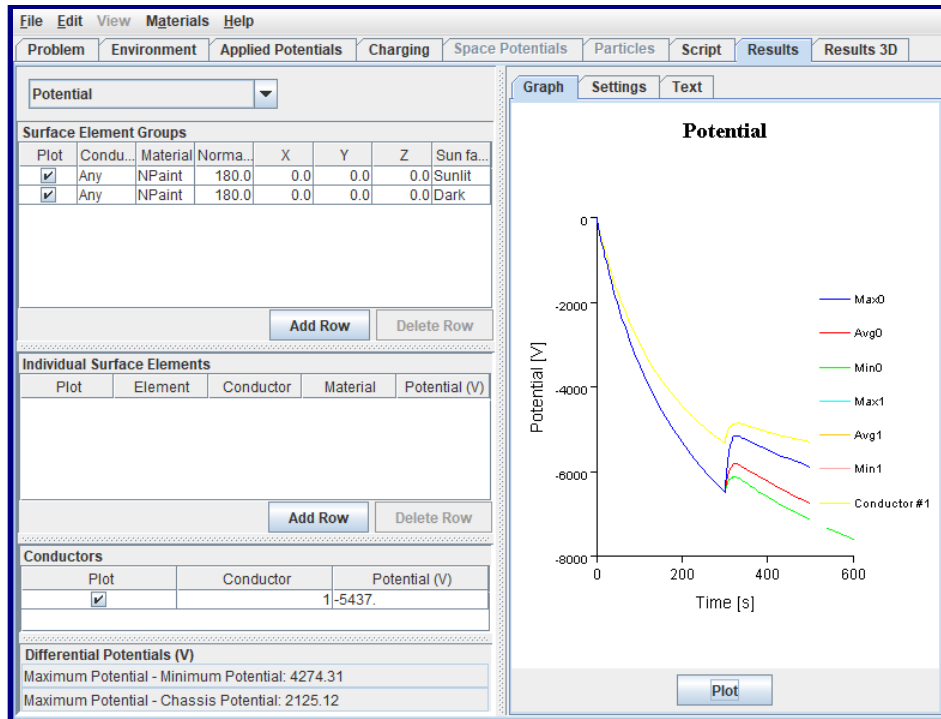 File Edit View Materials Help
Problem Environment Applied Potentials Charging Space Potentials Particles Script Results Results 3D
Potential
Surface Element Groups
Plot Condu... Material Norma... X Y Z Sun fa...
Any NPaint 180.0 0.0 0.0 0.0 Sunlit
Any NPaint 180.0 0.0 0.0 0.0 Dark
Add Row Delete Row
Individual Surface Elements
Plot Element Conductor Material Potential (V)
Add Row Delete Row
Conductors
Plot Conductor Potential (V)
1 -5437.
Differential Potentials (V)
Maximum Potential - Minimum Potential: 4274.31
Maximum Potential - Chassis Potential: 2125.12
Graph Settings Text
Potential
0
-2000
-4000
-6000
-8000
Potential [V]
0 200 400 600
Time [s]
Max0
Avg0
Min0
Max1
Avg1
Min1
Conductor #1
Plot